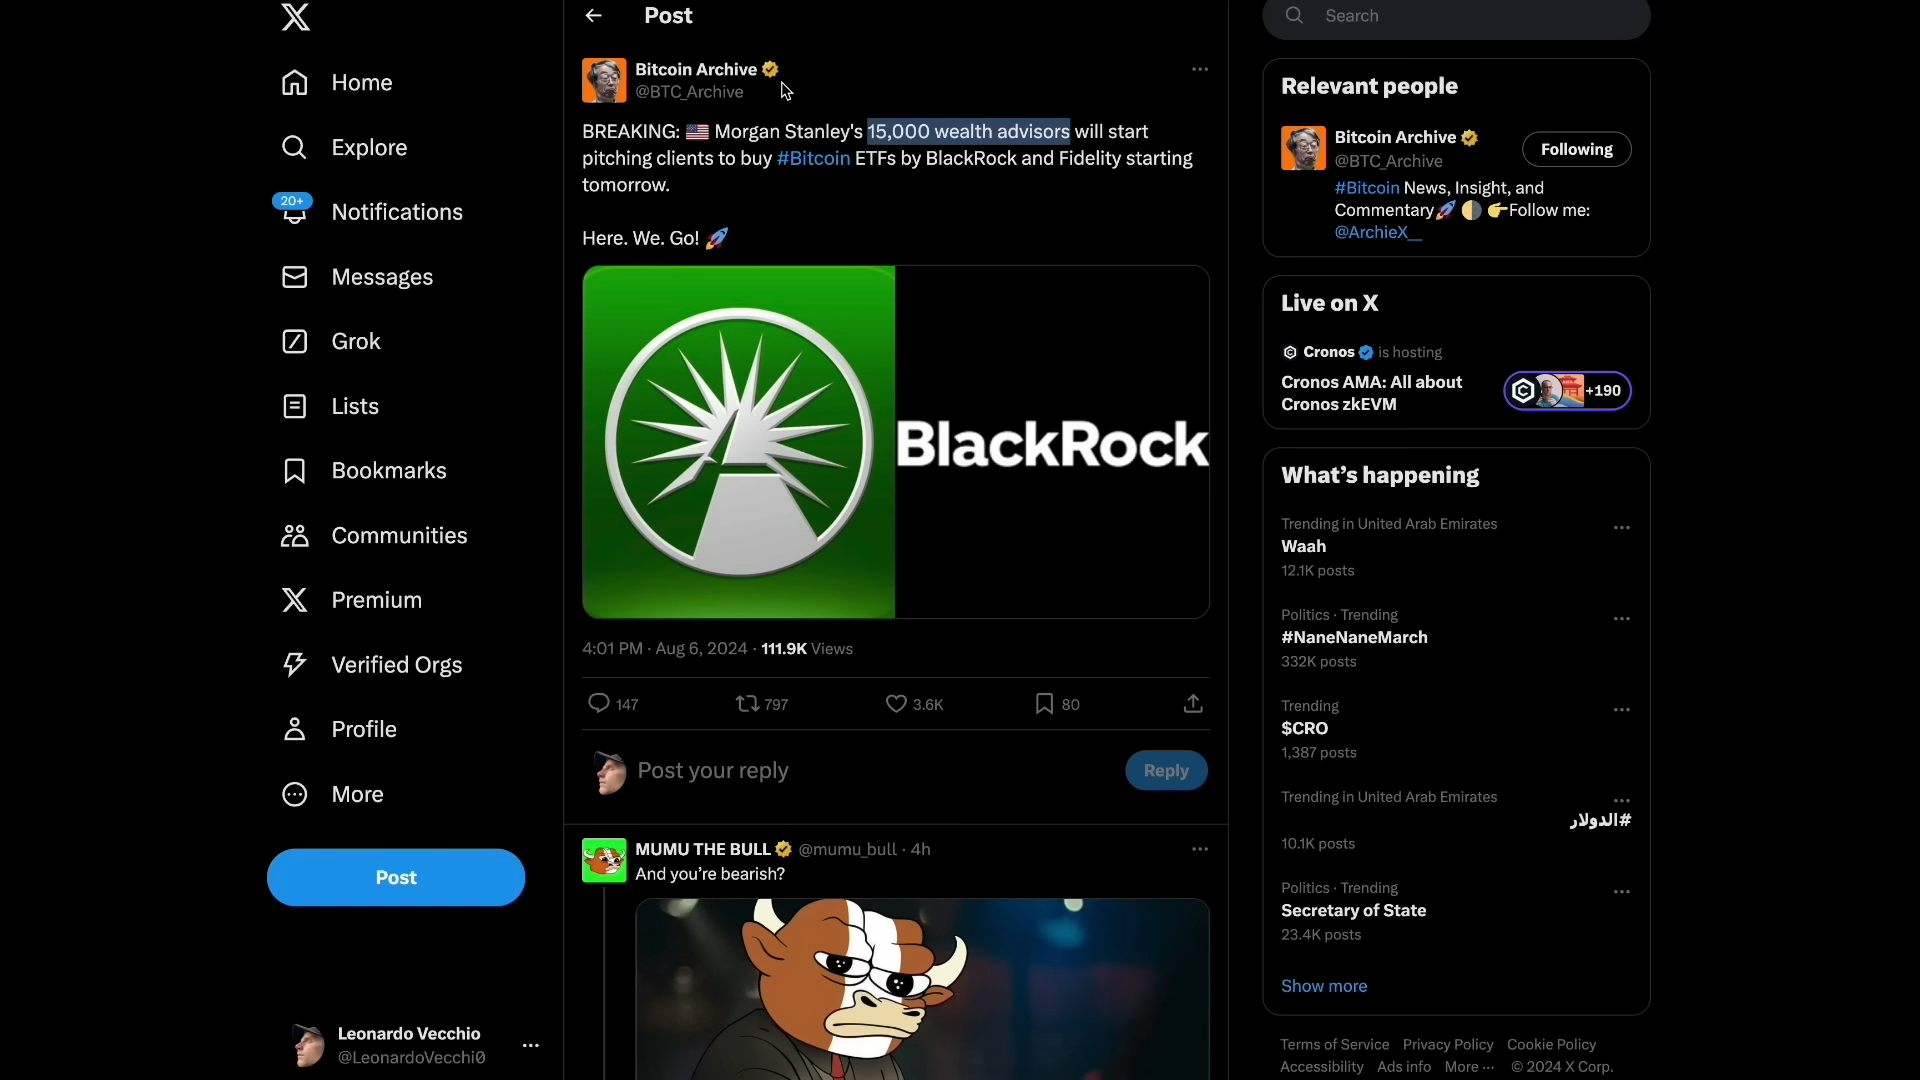 Home
Explore
20+
Notifications
Messages
Grok
Lists
Bookmarks
Communities
Premium
Verified Orgs
Profile
More
Post
Leonardo Vecchio
@LeonardoVecchi0
Post
Bitcoin Archive
@BTC_Archive
BREAKING: 🇺🇸 Morgan Stanley's 15,000 wealth advisors will start
pitching clients to buy #Bitcoin ETFs by BlackRock and Fidelity starting
tomorrow.
Here. We. Go! 🚀
BlackRock
4:01 PM · Aug 6, 2024 · 111.9K Views
147 797 3.6K 80
Post your reply
Reply
MUMU THE BULL @mumu_bull · 4h
And you’re bearish?
Search
Relevant people
Bitcoin Archive
@BTC_Archive
Following
#Bitcoin News, Insight, and
Commentary🚀 🌗 👉Follow me:
@ArchieX__
Live on X
Cronos is hosting
Cronos AMA: All about
Cronos zkEVM
+190
What’s happening
Trending in United Arab Emirates
Waah
12.1K posts
Politics · Trending
#NaneNaneMarch
332K posts
Trending
$CRO
1,387 posts
Trending in United Arab Emirates
#الدولار
10.1K posts
Politics · Trending
Secretary of State
23.4K posts
Show more
Terms of Service Privacy Policy Cookie Policy
Accessibility Ads info More ··· © 2024 X Corp.